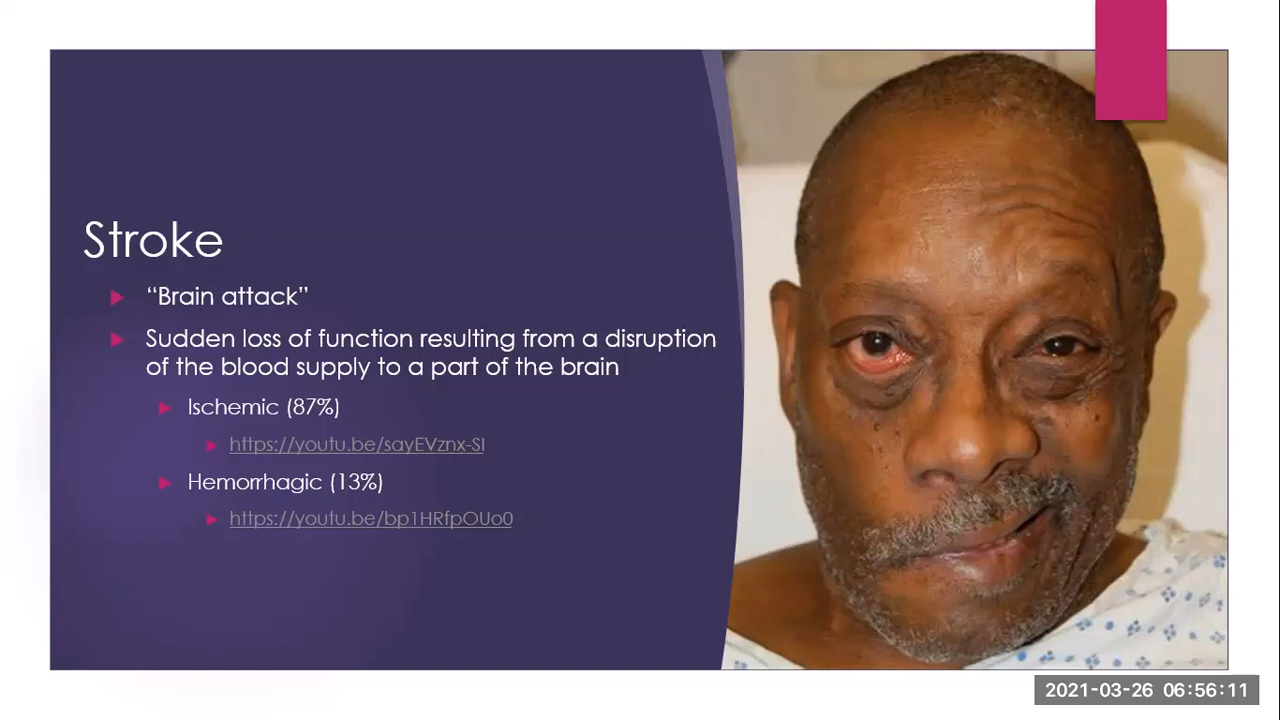 Stroke
“Brain attack”
Sudden loss of function resulting from a disruption
of the blood supply to a part of the brain
Ischemic (87%)
https://youtu.be/sayEVznx-SI
Hemorrhagic (13%)
https://youtu.be/bp1HRfpOUo0
2021-03-26 06:56:11